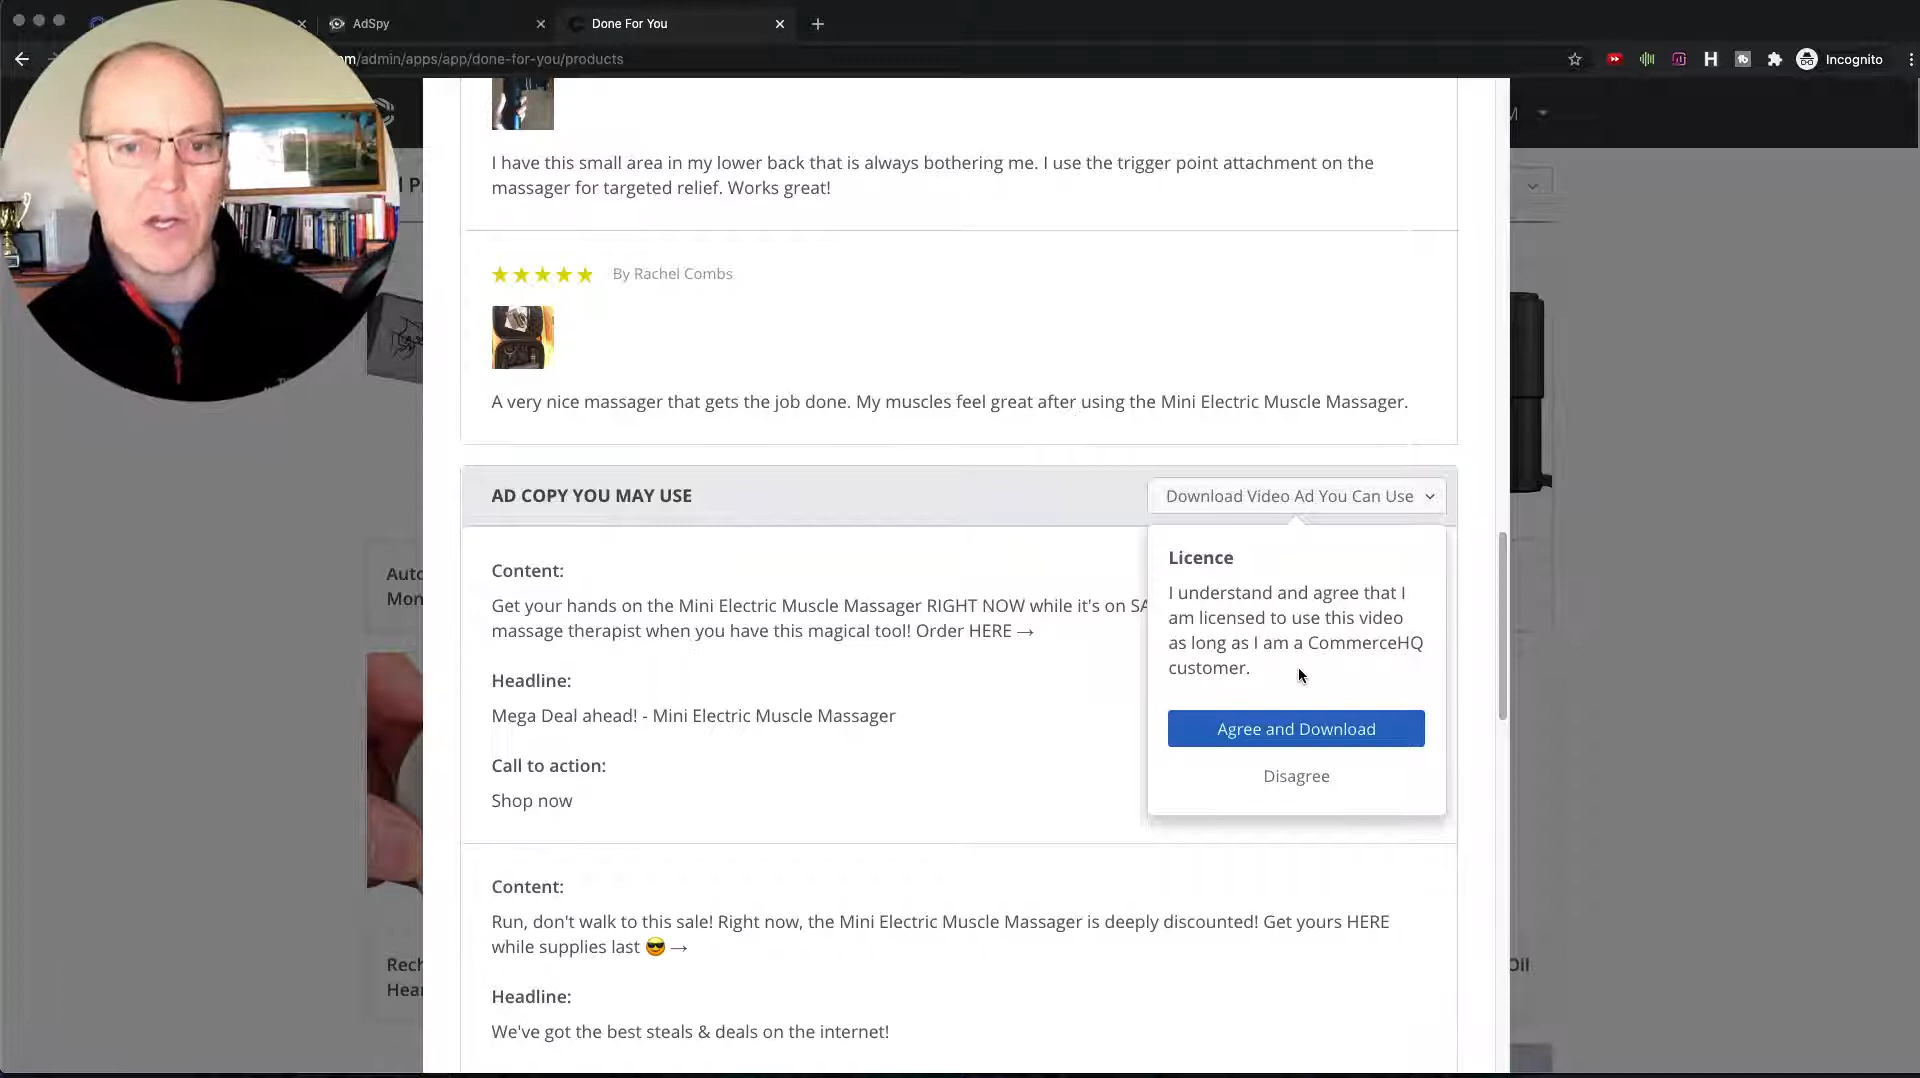 AdSpy
Done For You
om/admin/apps/app/done-for-you/products
Incognito
I have this small area in my lower back that is always bothering me. I use the trigger point attachment on the
massager for targeted relief. Works great!
By Rachel Combs
A very nice massager that gets the job done. My muscles feel great after using the Mini Electric Muscle Massager.
AD COPY YOU MAY USE
Download Video Ad You Can Use
Content:
Get your hands on the Mini Electric Muscle Massager RIGHT NOW while it's on SA
massage therapist when you have this magical tool! Order HERE →
Headline:
Mega Deal ahead! - Mini Electric Muscle Massager
Call to action:
Shop now
Licence
I understand and agree that I
am licensed to use this video
as long as I am a CommerceHQ
customer.
Agree and Download
Disagree
Content:
Run, don't walk to this sale! Right now, the Mini Electric Muscle Massager is deeply discounted! Get yours HERE
while supplies last 😎 →
Headline:
We've got the best steals & deals on the internet!
Auto
Mon
Rech
Hear
Oil